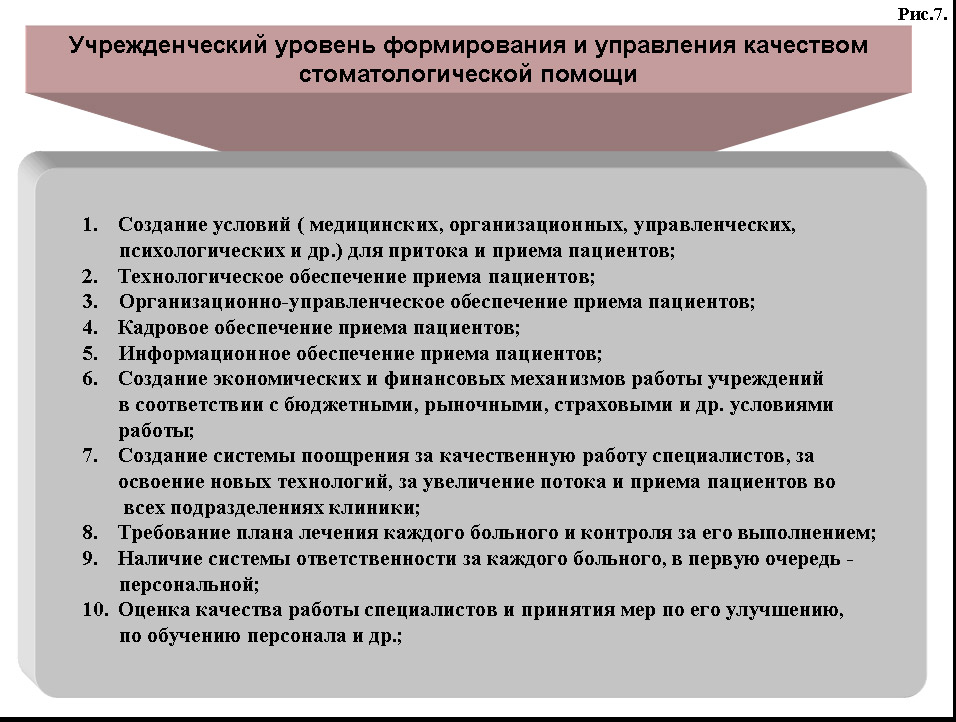 Рис.7.
Учрежденческий уровень формирования и управления качеством
стоматологической помощи
1. Создание условий ( медицинских, организационных, управленческих,
психологических и др.) для притока и приема пациентов;
2. Технологическое обеспечение приема пациентов;
3. Организационно-управленческое обеспечение приема пациентов;
4. Кадровое обеспечение приема пациентов;
5. Информационное обеспечение приема пациентов;
6. Создание экономических и финансовых механизмов работы учреждений
в соответствии с бюджетными, рыночными, страховыми и др. условиями
работы;
7. Создание системы поощрения за качественную работу специалистов, за
освоение новых технологий, за увеличение потока и приема пациентов во
всех подразделениях клиники;
8. Требование плана лечения каждого больного и контроля за его выполнением;
9. Наличие системы ответственности за каждого больного, в первую очередь -
персональной;
10. Оценка качества работы специалистов и принятия мер по его улучшению,
по обучению персонала и др.;